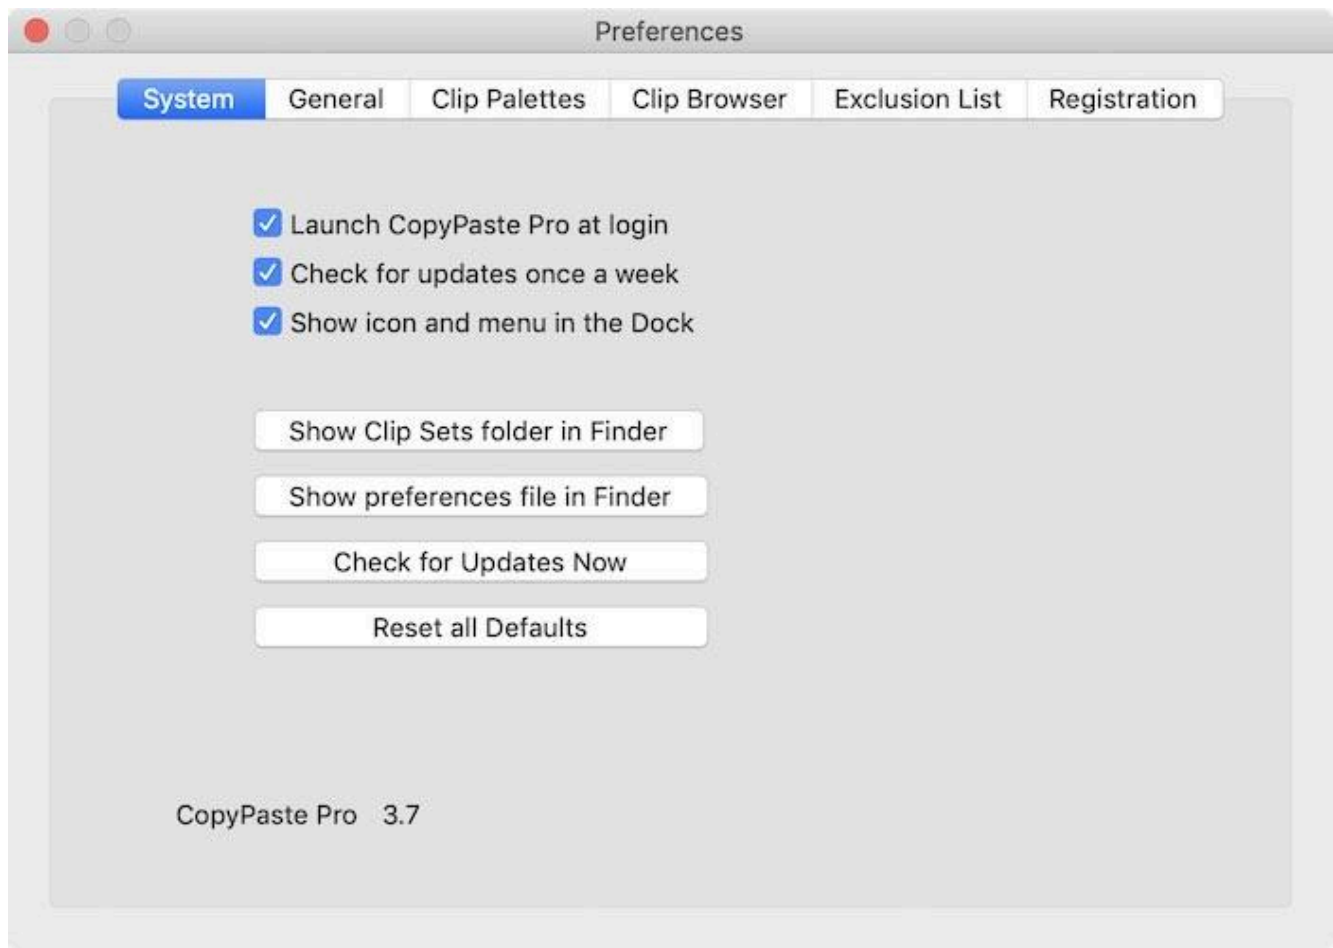 Preferences
System General Clip Palettes Clip Browser Exclusion List Registration
Launch CopyPaste Pro at login
Check for updates once a week
Show icon and menu in the Dock
Show Clip Sets folder in Finder
Show preferences file in Finder
Check for Updates Now
Reset all Defaults
CopyPaste Pro 3.7